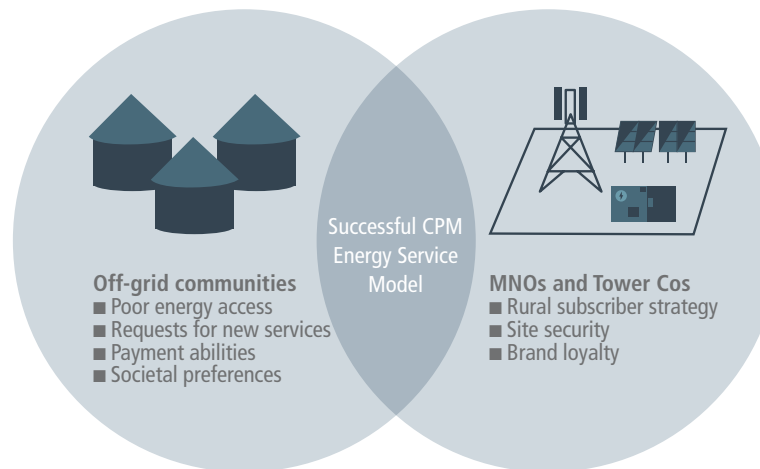 Successful CPM
Energy Service
Model
Off-grid communities
■ Poor energy access
■ Requests for new services
■ Payment abilities
■ Societal preferences
MNOs and Tower Cos
■ Rural subscriber strategy
■ Site security
■ Brand loyalty